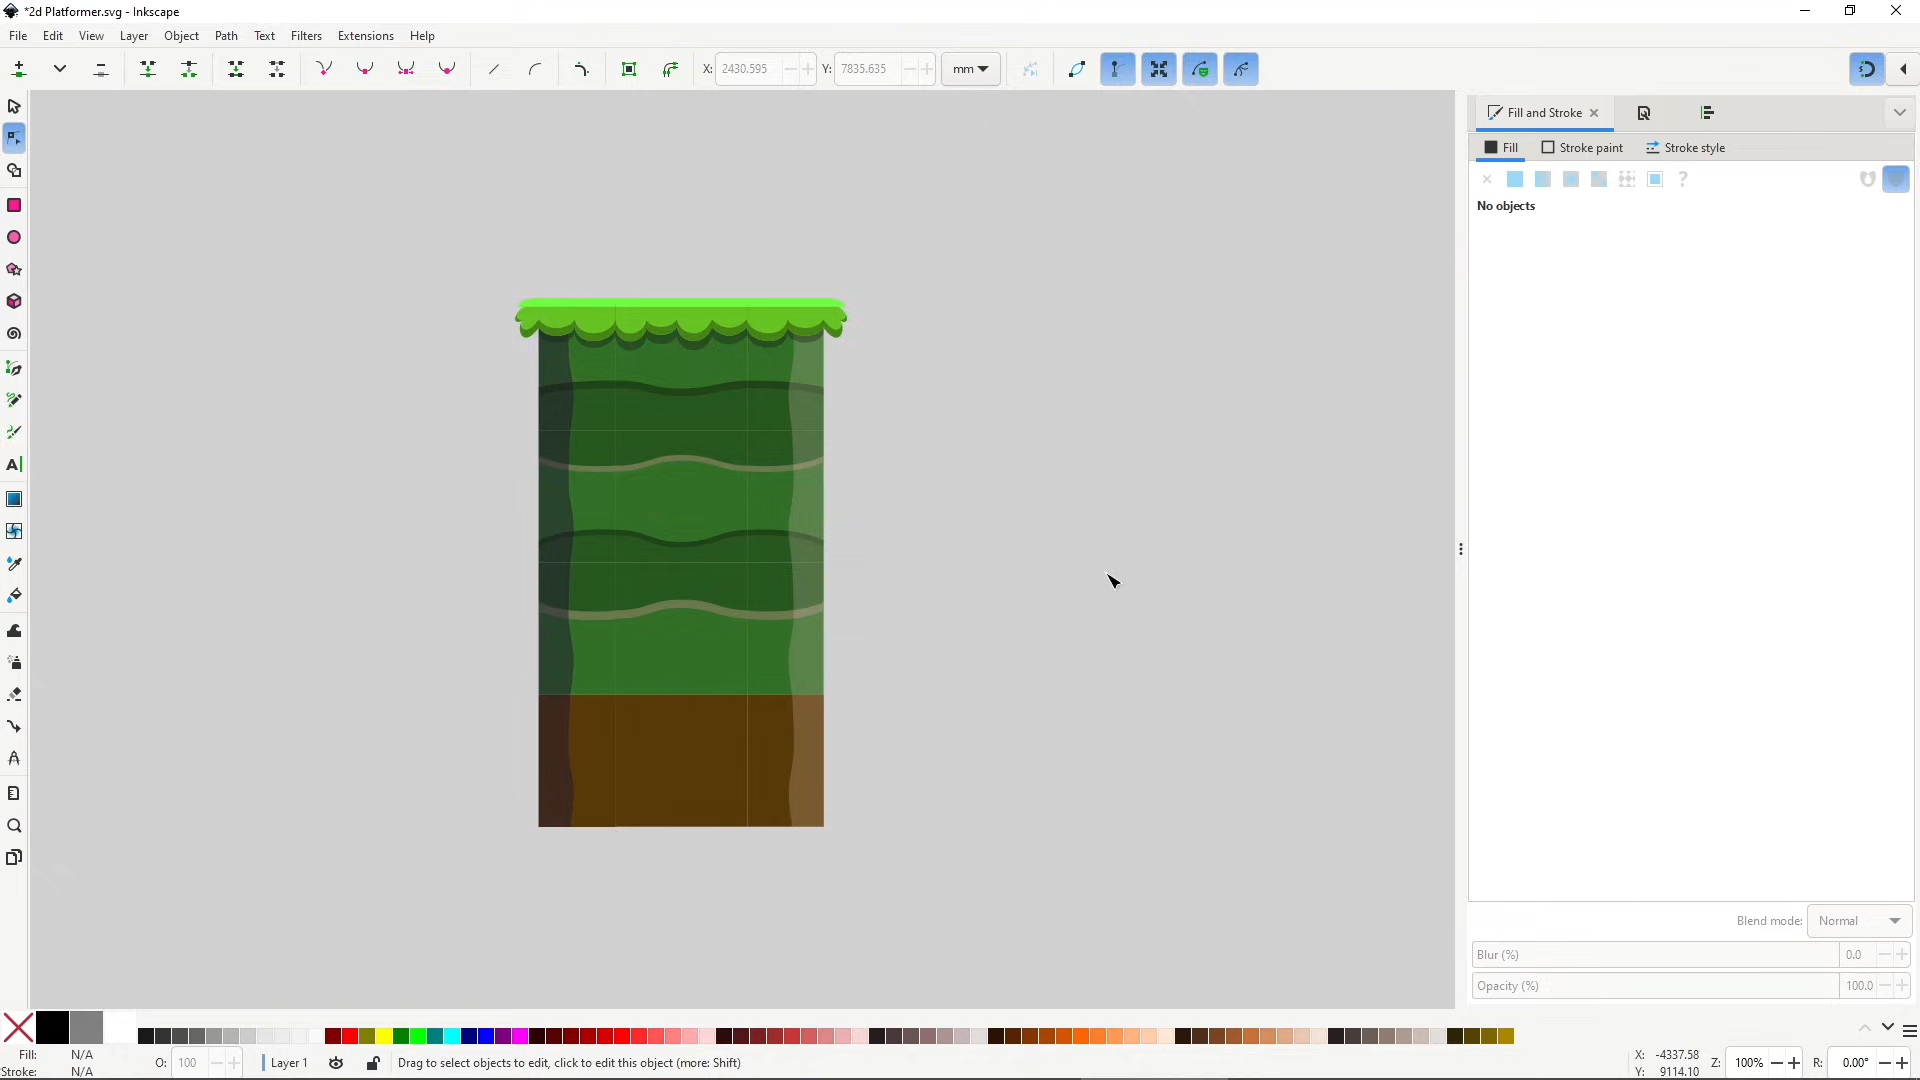 *2d Platformer.svg - Inkscape
File Edit View Layer Object Path Text Filters Extensions Help
X: 2430.595 Y: 7835.635 mm
Fill and Stroke
Fill Stroke paint Stroke style
?
No objects
A
Blend mode: Normal
Blur (%) 0.0
Opacity (%) 100.0
Fill: N/A
Stroke: N/A
O: 100
Layer 1
Drag to select objects to edit, click to edit this object (more: Shift)
X: -4337.58
Y: 9114.10
Z: 100%
R: 0.00°